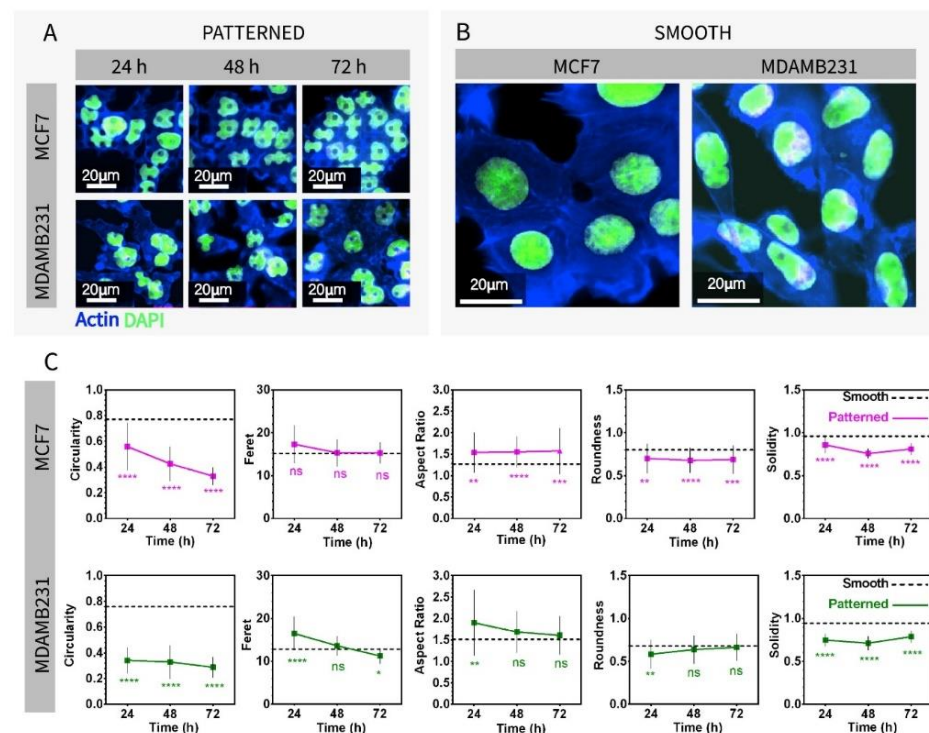 A
PATTERNED
24 h
48 h
72 h
MCF7
20μm
20μm
20μm
MDAMB231
20μm
20μm
20μm
Actin DAPI
B
SMOOTH
MCF7
MDAMB231
20μm
20μm
C
MCF7
Circularity
1.0
0.8
0.6
0.4
0.2
0.0
****
****
****
24 48 72
Time (h)
Feret
30
20
10
0
ns
ns
ns
24 48 72
Time (h)
Aspect Ratio
3.0
2.5
2.0
1.5
1.0
0.5
0.0
**
****
***
24 48 72
Time (h)
Roundness
1.5
1.0
0.5
0.0
**
****
***
24 48 72
Time (h)
Solidity
1.5
1.0
0.5
0.0
Smooth
Patterned
****
****
****
24 48 72
Time (h)
MDAMB231
Circularity
1.0
0.8
0.6
0.4
0.2
0.0
****
****
****
24 48 72
Time (h)
Feret
30
20
10
0
****
ns
*
24 48 72
Time (h)
Aspect Ratio
3.0
2.5
2.0
1.5
1.0
0.5
0.0
**
ns
ns
24 48 72
Time (h)
Roundness
1.5
1.0
0.5
0.0
**
ns
ns
24 48 72
Time (h)
Solidity
1.5
1.0
0.5
0.0
Smooth
Patterned
****
****
****
24 48 72
Time (h)